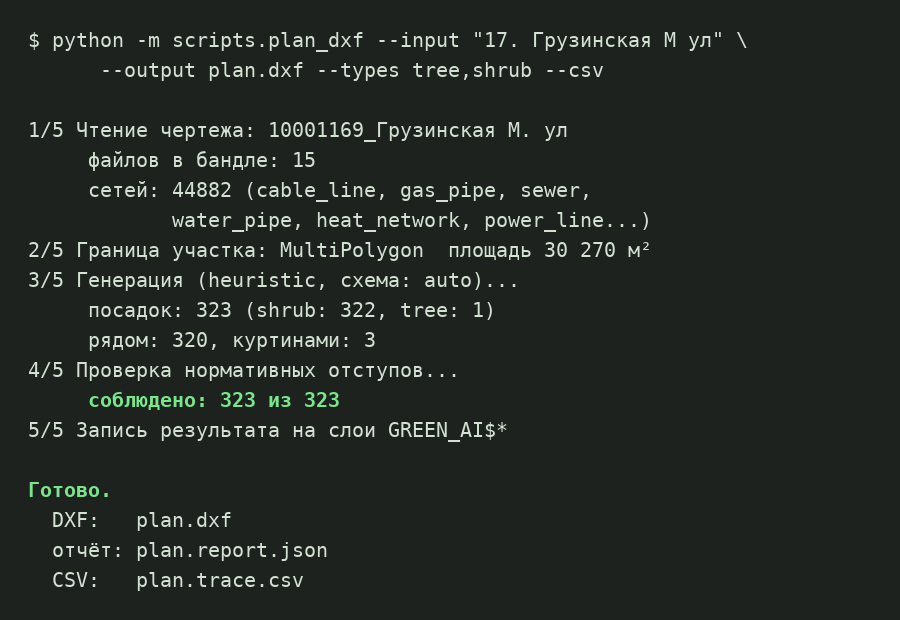 $ python -m scripts.plan_dxf --input "17. Грузинская М ул" \
--output plan.dxf --types tree,shrub --csv
1/5 Чтение чертежа: 10001169_Грузинская М. ул
файлов в бандле: 15
сетей: 44882 (cable_line, gas_pipe, sewer,
water_pipe, heat_network, power_line...)
2/5 Граница участка: MultiPolygon  площадь 30 270 м²
3/5 Генерация (heuristic, схема: auto)...
посадок: 323 (shrub: 322, tree: 1)
рядом: 320, куртинами: 3
4/5 Проверка нормативных отступов...
соблюдено: 323 из 323
5/5 Запись результата на слои GREEN_AI$*
Готово.
DXF:   plan.dxf
отчёт: plan.report.json
CSV:   plan.trace.csv